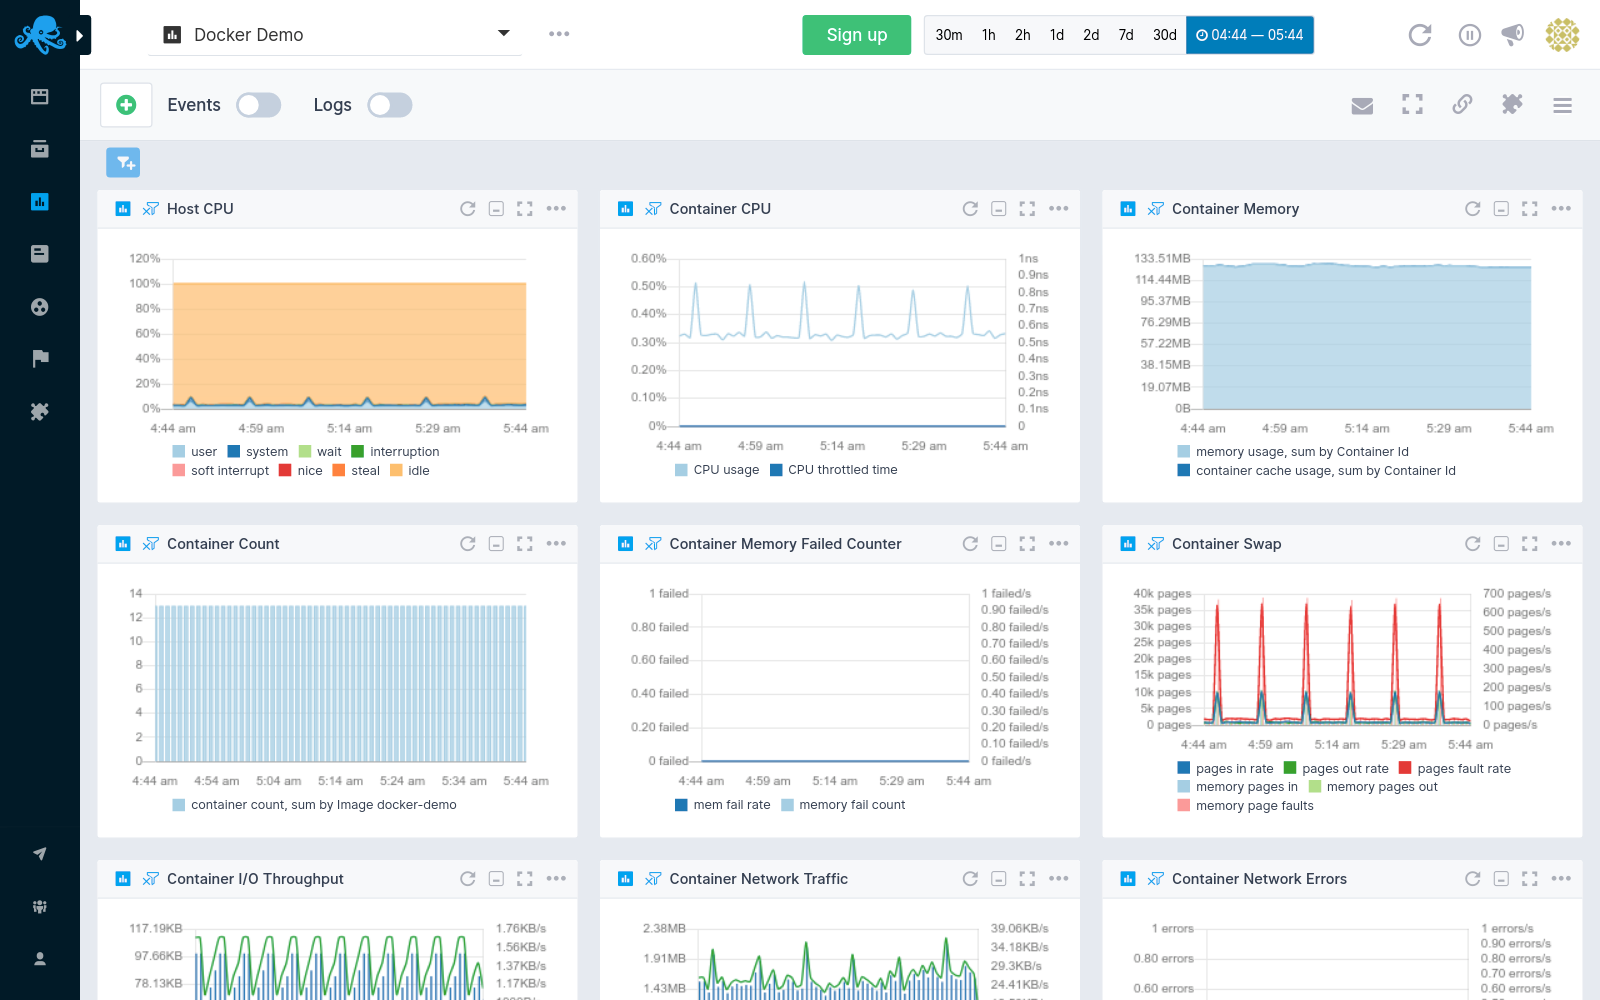 Docker Demo
Sign up
30m 1h 2h 1d 2d 7d 30d 04:44 — 05:44
Events Logs
Host CPU
120%
100%
80%
60%
40%
20%
0%
4:44 am 4:59 am 5:14 am 5:29 am 5:44 am
user system wait interruption
soft interrupt nice steal idle
Container CPU
0.60%
0.50%
0.40%
0.30%
0.20%
0.10%
0%
1ns
0.9ns
0.8ns
0.7ns
0.6ns
0.5ns
0.4ns
0.3ns
0.2ns
0.1ns
0
4:44 am 4:59 am 5:14 am 5:29 am 5:44 am
CPU usage CPU throttled time
Container Memory
133.51MB
114.44MB
95.37MB
76.29MB
57.22MB
38.15MB
19.07MB
0B
4:44 am 4:59 am 5:14 am 5:29 am 5:44 am
memory usage, sum by Container Id
container cache usage, sum by Container Id
Container Count
14
12
10
8
6
4
2
0
4:44 am 4:54 am 5:04 am 5:14 am 5:24 am 5:34 am 5:44 am
container count, sum by Image docker-demo
Container Memory Failed Counter
1 failed
0.80 failed
0.60 failed
0.40 failed
0.20 failed
0 failed
1 failed/s
0.90 failed/s
0.80 failed/s
0.70 failed/s
0.60 failed/s
0.50 failed/s
0.40 failed/s
0.30 failed/s
0.20 failed/s
0.10 failed/s
0 failed/s
4:44 am 4:59 am 5:14 am 5:29 am 5:44 am
mem fail rate memory fail count
Container Swap
40k pages
35k pages
30k pages
25k pages
20k pages
15k pages
10k pages
5k pages
0 pages
700 pages/s
600 pages/s
500 pages/s
400 pages/s
300 pages/s
200 pages/s
100 pages/s
0 pages/s
4:44 am 4:59 am 5:14 am 5:29 am 5:44 am
pages in rate pages out rate pages fault rate
memory pages in memory pages out
memory page faults
Container I/O Throughput
117.19KB
97.66KB
78.13KB
1.76KB/s
1.56KB/s
1.37KB/s
1.17KB/s
Container Network Traffic
2.38MB
1.91MB
1.43MB
39.06KB/s
34.18KB/s
29.3KB/s
24.41KB/s
Container Network Errors
1 errors
0.80 errors
0.60 errors
1 errors/s
0.90 errors/s
0.80 errors/s
0.70 errors/s
0.60 errors/s